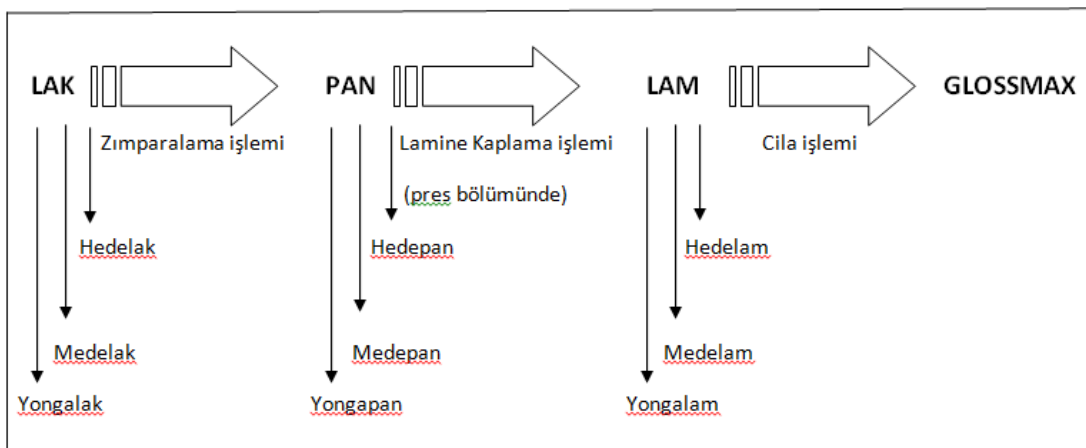 LAK PAN LAM GLOSSMAX
Zımparalama işlemi Lamine Kaplama işlemi Cila işlemi
(pres bölümünde)
Hedelak Hedepan Hedelam
Medelak Medepan Medelam
Yongalak Yongapan Yongalam